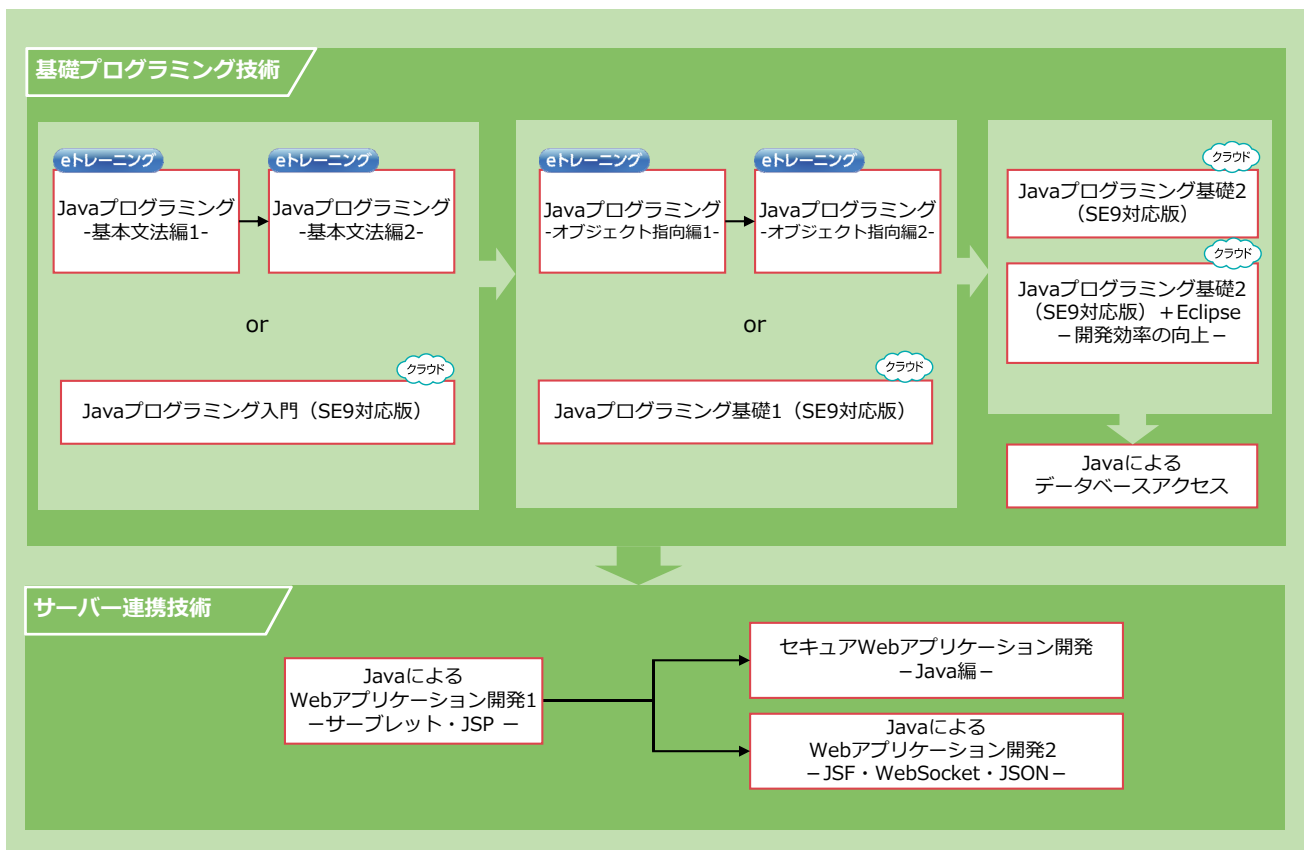 基礎プログラミング技術
eトレーニング
Javaプログラミング
-基本文法編1-
eトレーニング
Javaプログラミング
-基本文法編2-
or
クラウド
Javaプログラミング入門（SE9対応版）
eトレーニング
Javaプログラミング
-オブジェクト指向編1-
eトレーニング
Javaプログラミング
-オブジェクト指向編2-
or
クラウド
Javaプログラミング基礎1（SE9対応版）
クラウド
Javaプログラミング基礎2
（SE9対応版）
クラウド
Javaプログラミング基礎2
（SE9対応版）＋Eclipse
－開発効率の向上－
Javaによる
データベースアクセス
サーバー連携技術
Javaによる
Webアプリケーション開発1
－サーブレット・JSP －
セキュアWebアプリケーション開発
－Java編－
Javaによる
Webアプリケーション開発2
－JSF・WebSocket・JSON－